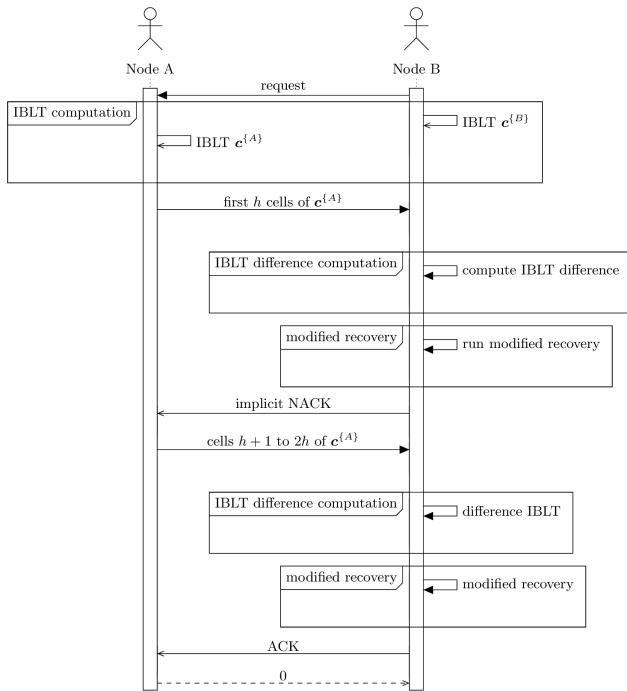 Node A Node B
request
IBLT computation
IBLT c^{B}
IBLT c^{A}
first h cells of c^{A}
IBLT difference computation
compute IBLT difference
modified recovery
run modified recovery
implicit NACK
cells h + 1 to 2h of c^{A}
IBLT difference computation
difference IBLT
modified recovery
modified recovery
ACK
0